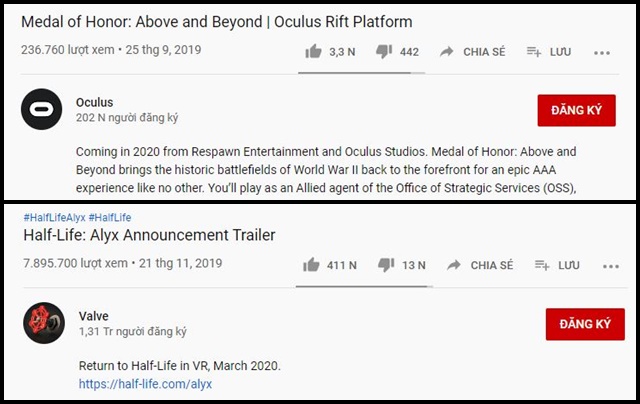 Medal of Honor: Above and Beyond | Oculus Rift Platform
236.760 lượt xem • 25 thg 9, 2019
3,3 N
442
CHIA SẺ
LƯU
Oculus
202 N người đăng ký
ĐĂNG KÝ
Coming in 2020 from Respawn Entertainment and Oculus Studios. Medal of Honor: Above and
Beyond brings the historic battlefields of World War II back to the forefront for an epic AAA
experience like no other. You'll play as an Allied agent of the Office of Strategic Services (OSS),
#HalfLifeAlyx #HalfLife
Half-Life: Alyx Announcement Trailer
7.895.700 lượt xem • 21 thg 11, 2019
411 N
13 N
CHIA SẺ
LƯU
Valve
1,31 Tr người đăng ký
ĐĂNG KÝ
Return to Half-Life in VR, March 2020.
https://half-life.com/alyx